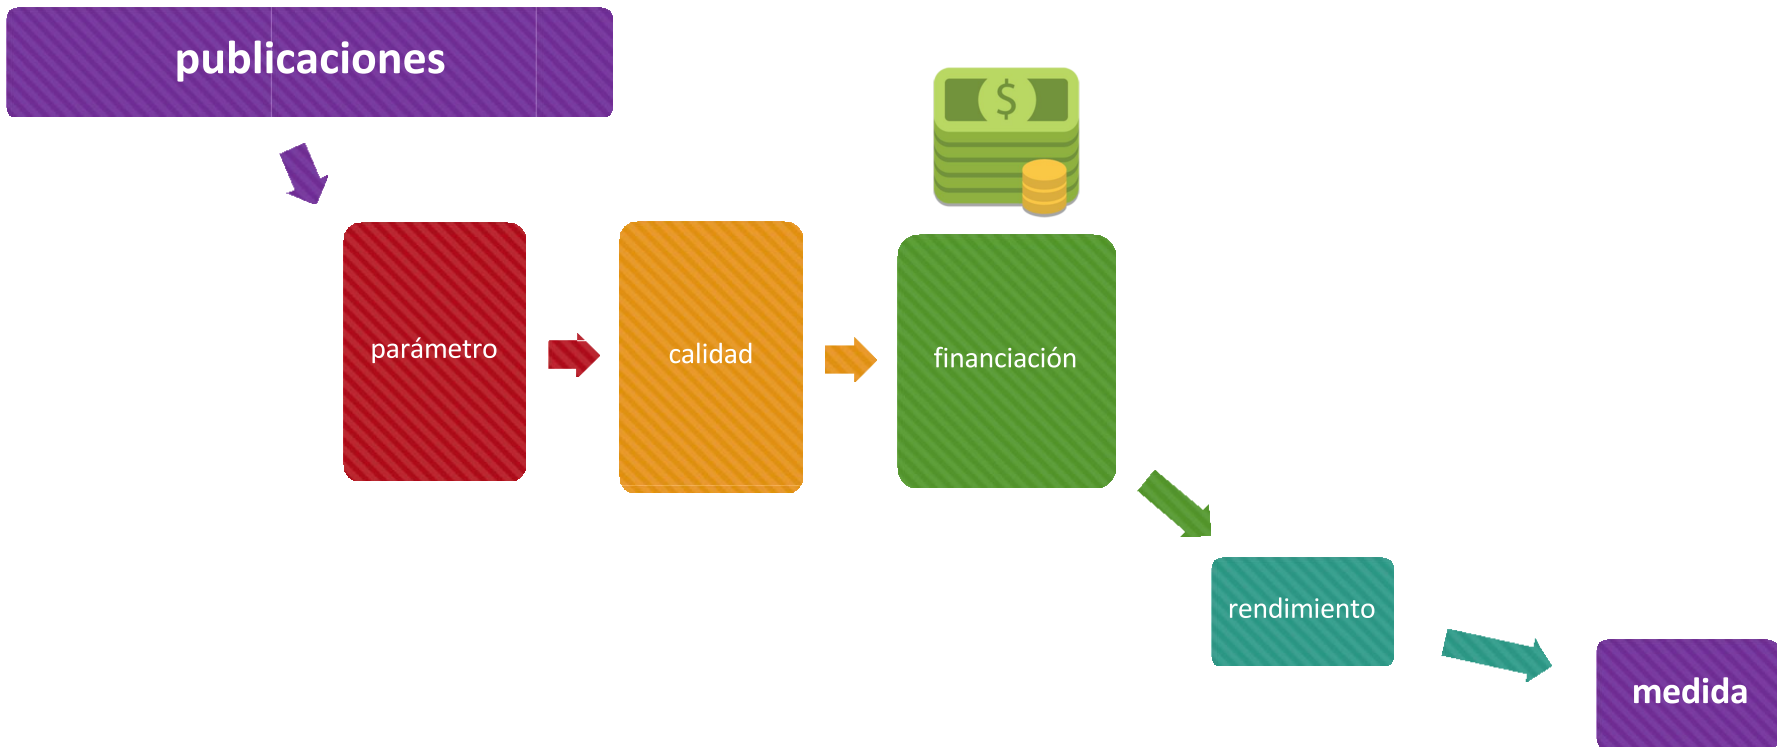 publicaciones
$
parámetro
calidad
financiación
rendimiento
medida